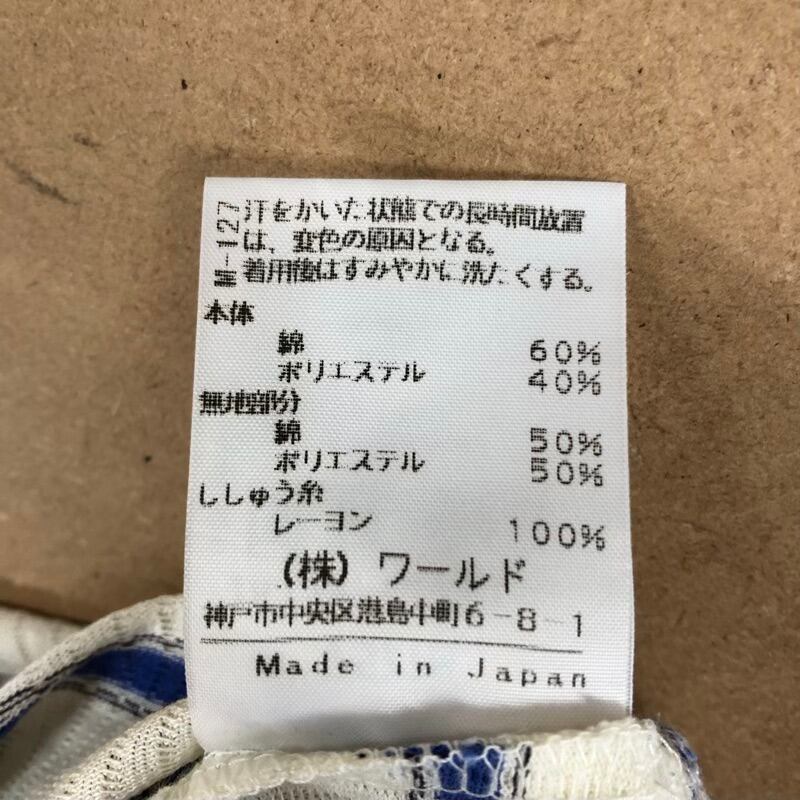 M-127
汗をかいた状態での長時間放置
は、変色の原因となる。
着用後はすみやかに洗たくする。
本体
綿 60%
ポリエステル 40%
無地部分
綿 50%
ポリエステル 50%
ししゅう糸
レーヨン 100%
(株) ワールド
神戸市中央区港島中町6-8-1
Made in Japan